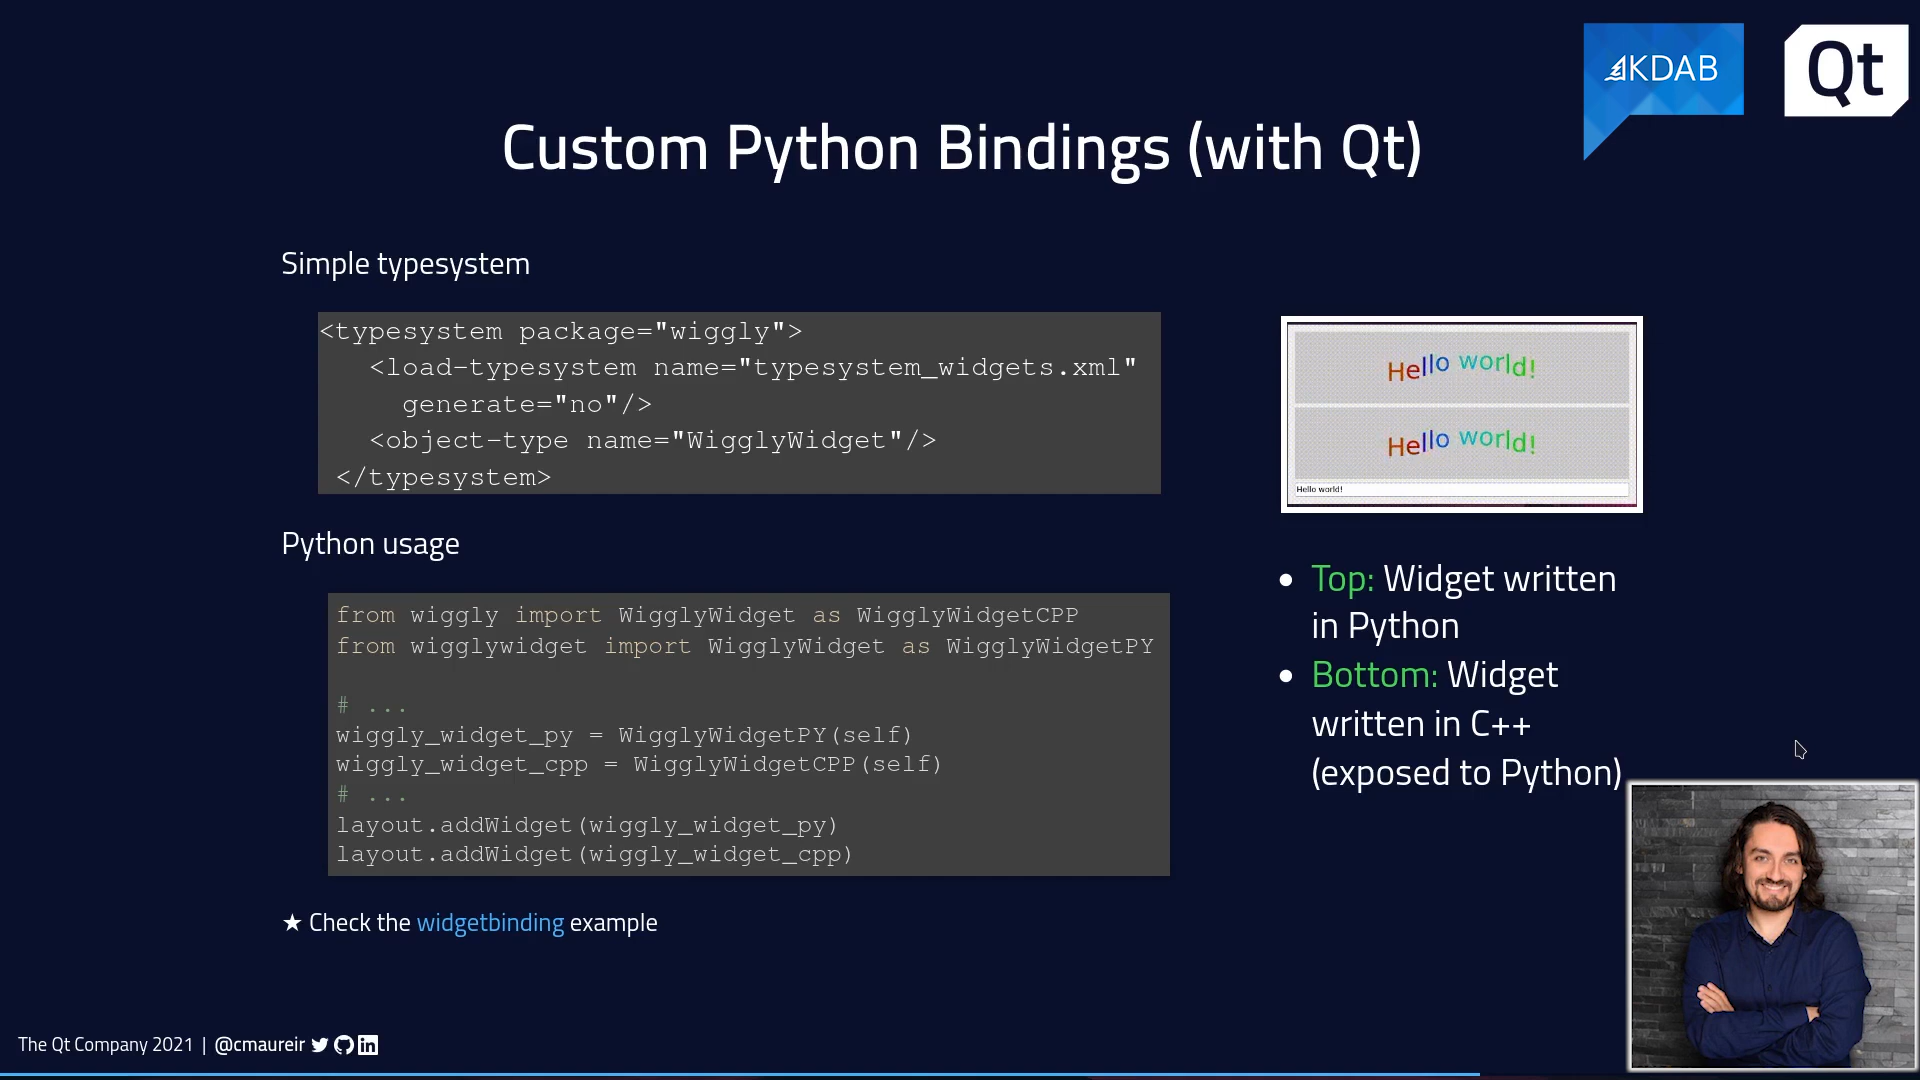 KDAB
Qt
Custom Python Bindings (with Qt)
Simple typesystem
<typesystem package="wiggly">
<load-typesystem name="typesystem_widgets.xml"
generate="no"/>
<object-type name="WigglyWidget"/>
</typesystem>
Python usage
from wiggly import WigglyWidget as WigglyWidgetCPP
from wigglywidget import WigglyWidget as WigglyWidgetPY
# ...
wiggly_widget_py = WigglyWidgetPY(self)
wiggly_widget_cpp = WigglyWidgetCPP(self)
# ...
layout.addWidget(wiggly_widget_py)
layout.addWidget(wiggly_widget_cpp)
★ Check the widgetbinding example
Hello world!
Hello world!
Hello world!
• Top: Widget written
in Python
• Bottom: Widget
written in C++
(exposed to Python)
The Qt Company 2021 | @cmaureir in